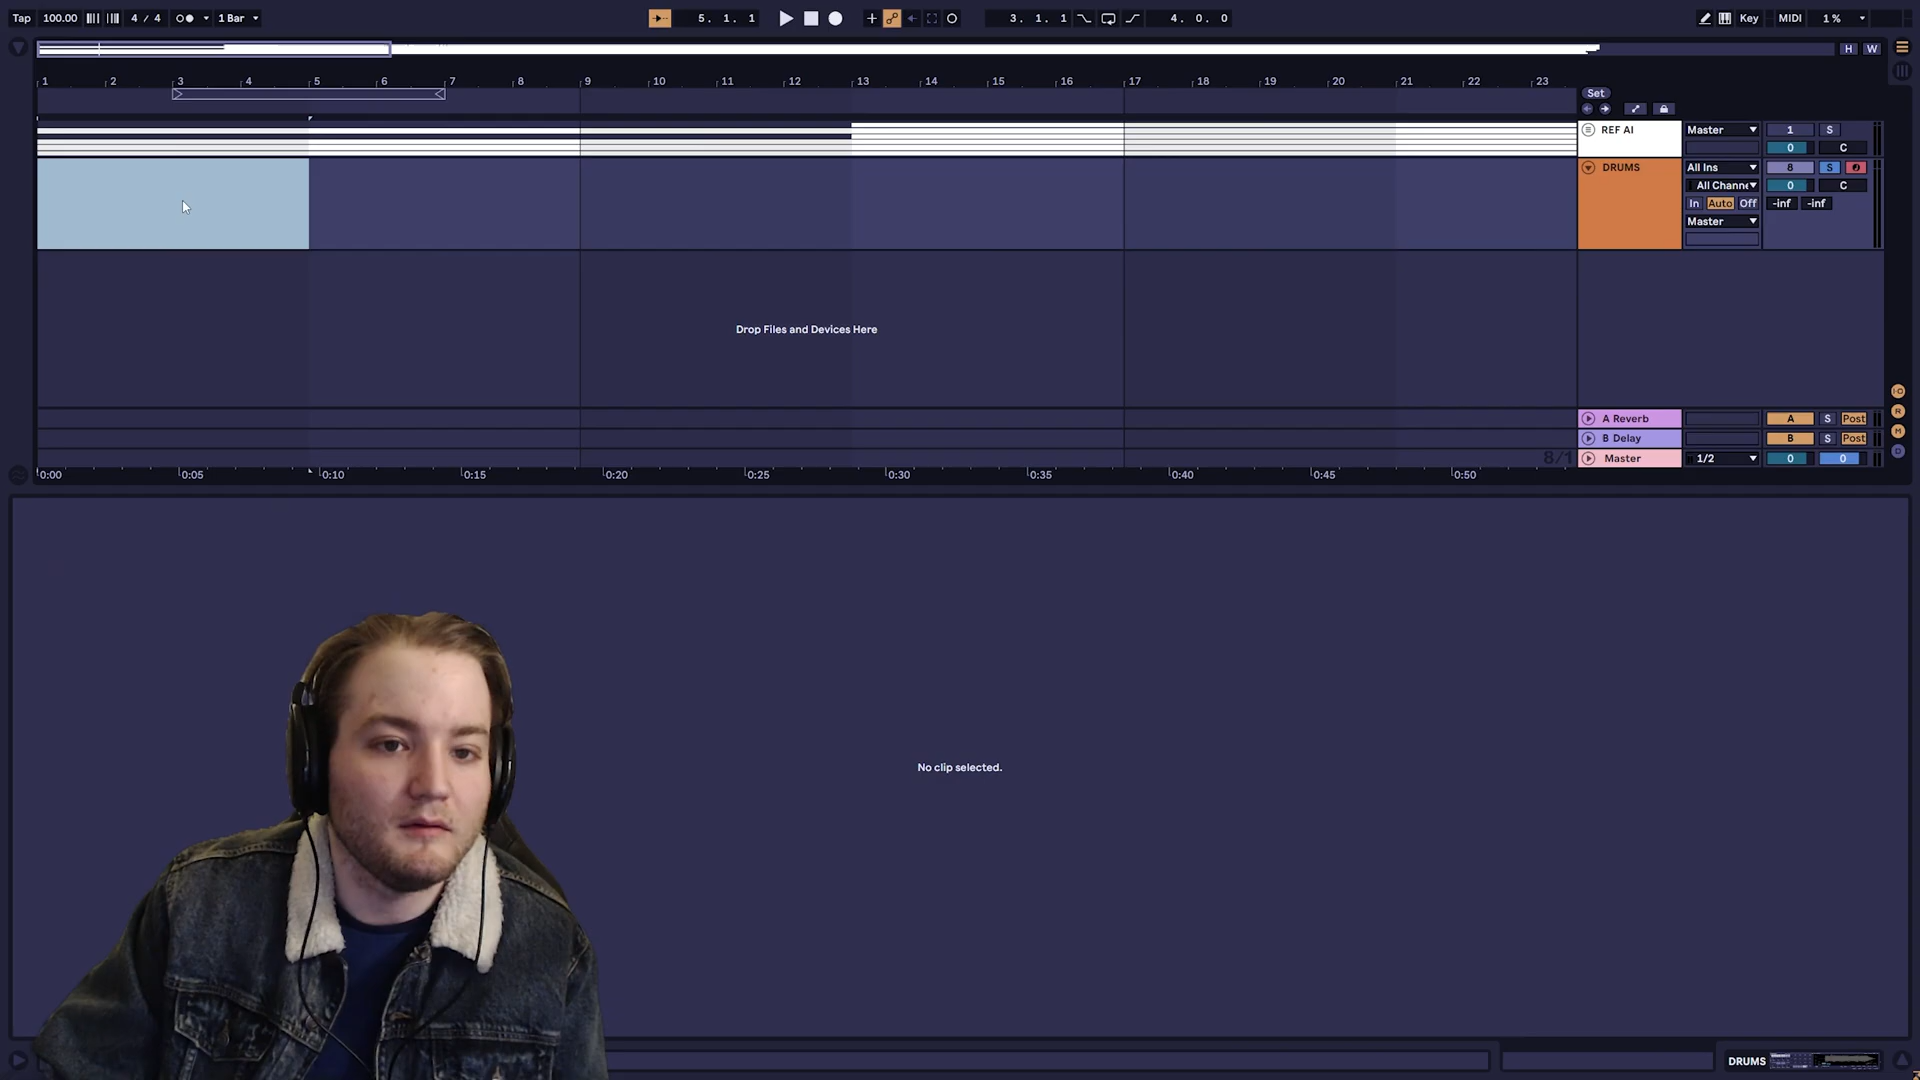 Tap 100.00 4 / 4 1 Bar 5. 1. 1 3. 1. 1 4. 0. 0 Key MIDI 1 %
H W
1 2 3 4 5 6 7 8 9 10 11 12 13 14 15 16 17 18 19 20 21 22 23
Set
REF AI Master 1 S
0 C
DRUMS All Ins 8 S
All Channe 0 C
In Auto Off -inf -inf
Master
Drop Files and Devices Here
A Reverb A S Post
B Delay B S Post
8/1 Master 1/2 0 0
0:00 0:05 0:10 0:15 0:20 0:25 0:30 0:35 0:40 0:45 0:50
No clip selected.
DRUMS